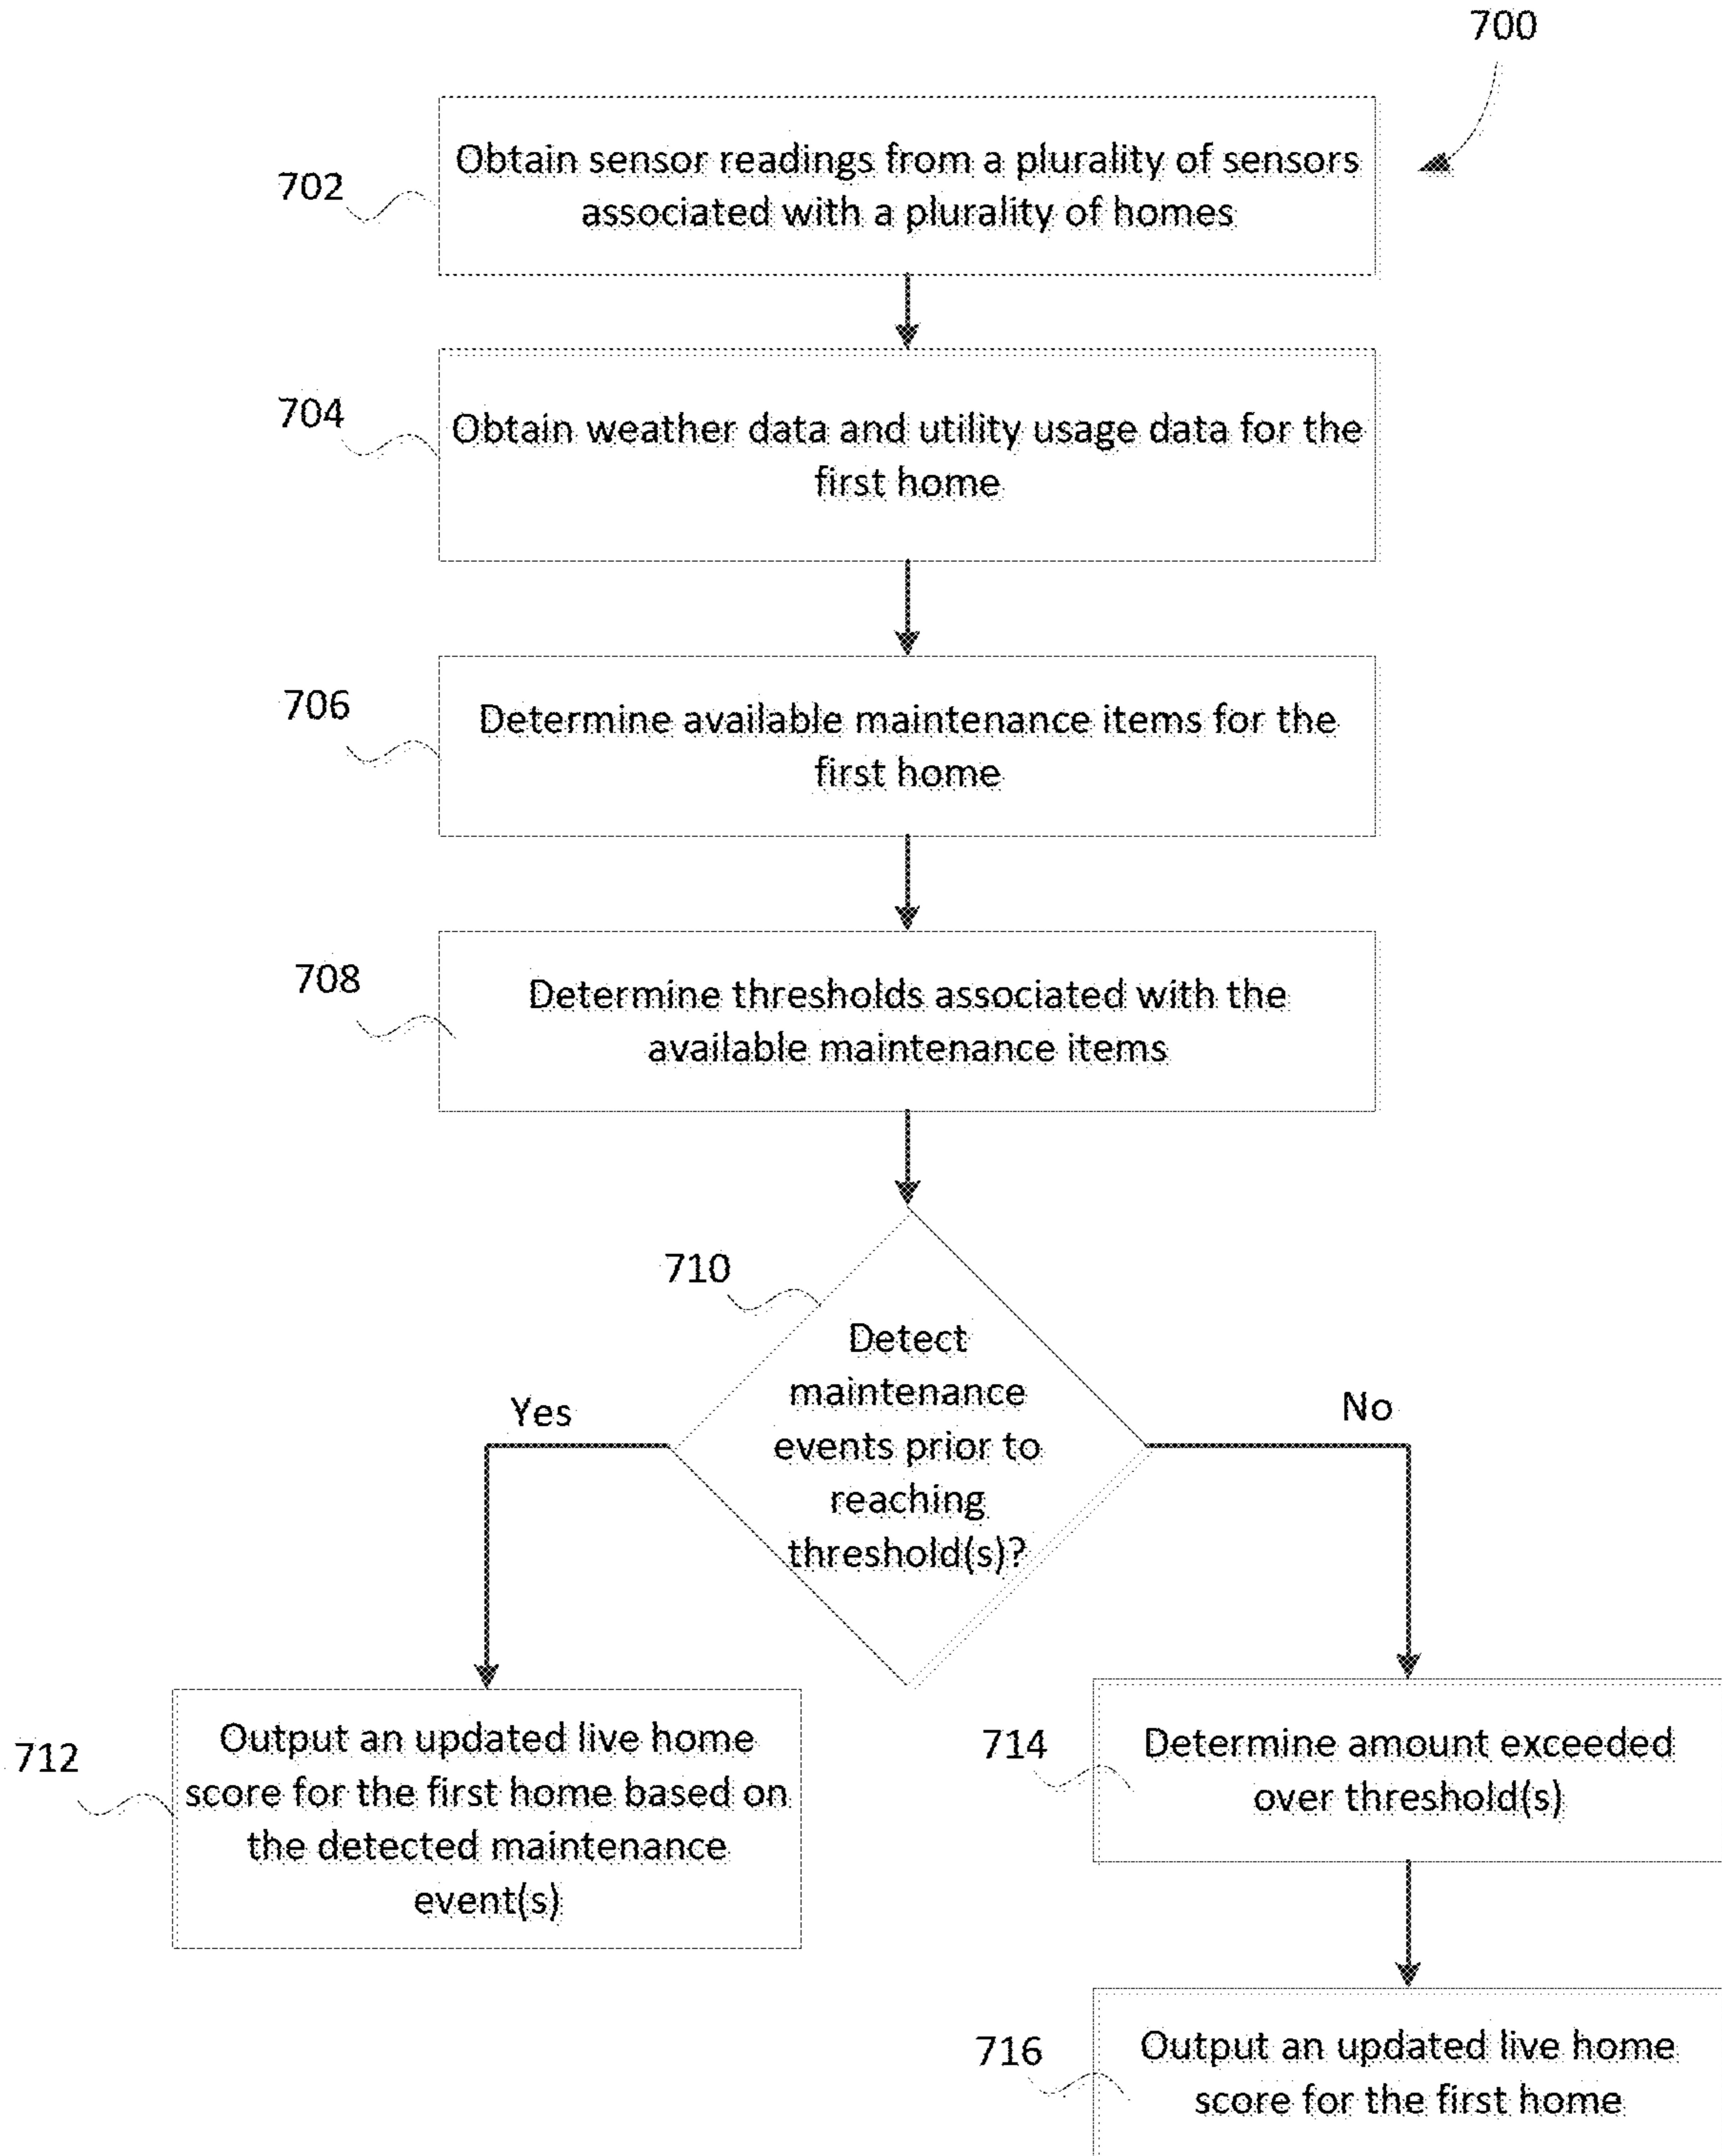 700
702
Obtain sensor readings from a plurality of sensors
associated with a plurality of homes
704
Obtain weather data and utility usage data for the
first home
706
Determine available maintenance items for the
first home
708
Determine thresholds associated with the
available maintenance items
710
Detect
maintenance
events prior to
reaching
threshold(s)?
Yes
No
712
Output an updated live home
score for the first home based on
the detected maintenance
event(s)
714
Determine amount exceeded
over threshold(s)
716
Output an updated live home
score for the first home